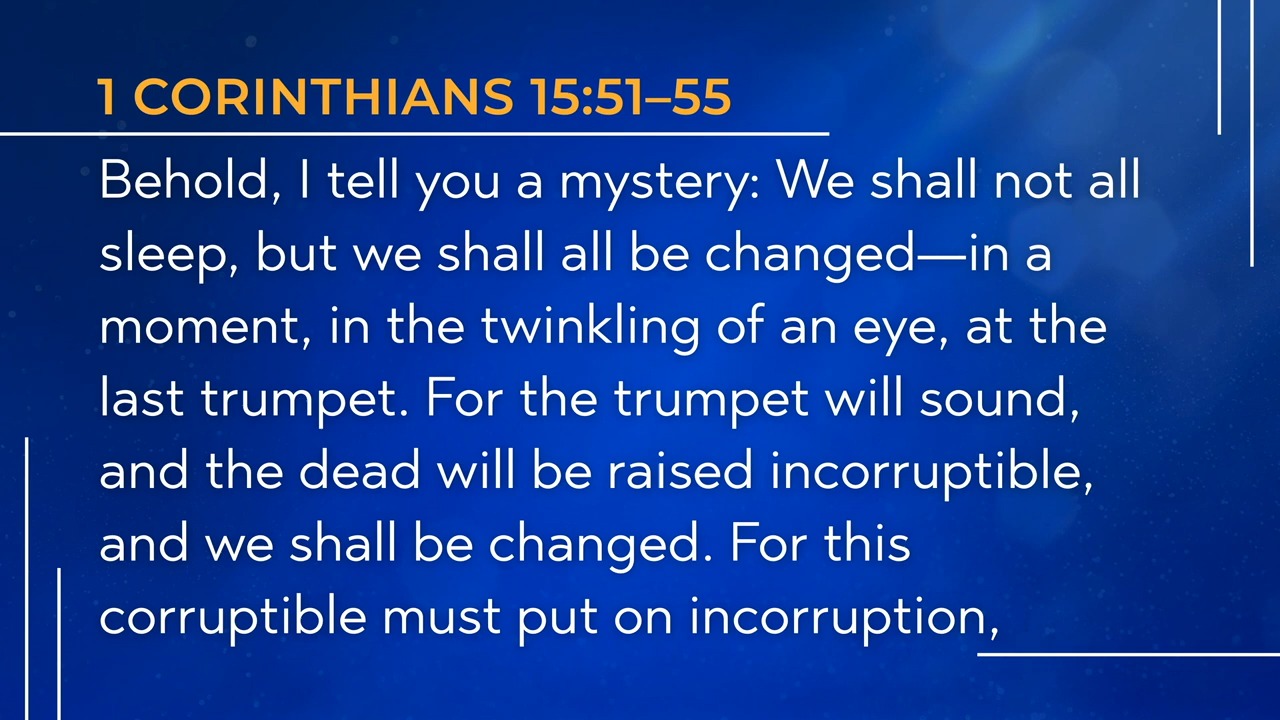 1 CORINTHIANS 15:51–55
Behold, I tell you a mystery: We shall not all
sleep, but we shall all be changed—in a
moment, in the twinkling of an eye, at the
last trumpet. For the trumpet will sound,
and the dead will be raised incorruptible,
and we shall be changed. For this
corruptible must put on incorruption,